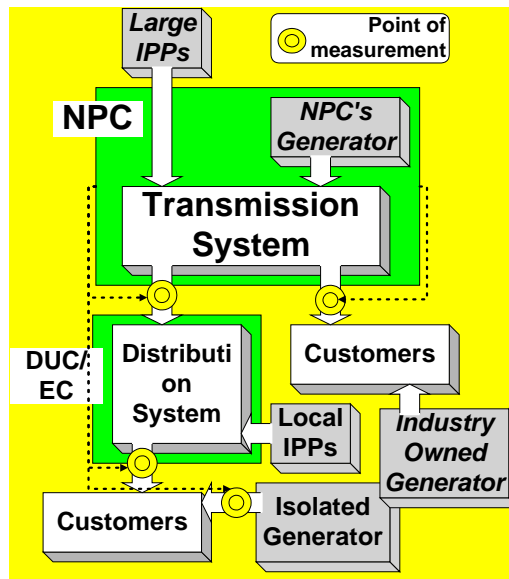 Large
IPPs
Point of
measurement
NPC
NPC's
Generator
Transmission
System
DUC/
EC
Distributi
on
System
Customers
Local
IPPs
Industry
Owned
Generator
Customers
Isolated
Generator